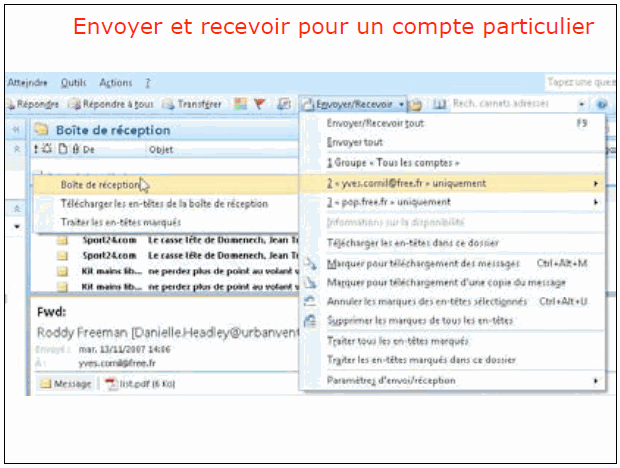 Envoyer et recevoir pour un compte particulier
Atteindre Outils Actions ?
Tapez une ques
Répondre Répondre à tous Transférer Envoyer/Recevoir Rech. carnets adresses
Boîte de réception
De Objet
Envoyer/Recevoir tout F9
Envoyer tout
1 Groupe « Tous les comptes »
2 « yves.cornil@free.fr » uniquement
3 « pop.free.fr » uniquement
Informations sur la disponibilité
Télécharger les en-têtes dans ce dossier
Marquer pour téléchargement des messages Ctrl+Alt+M
Marquer pour téléchargement d'une copie du message
Annuler les marques des en-têtes sélectionnés Ctrl+Alt+U
Supprimer les marques de tous les en-têtes
Traiter tous les en-têtes marqués
Traiter les en-têtes marqués dans ce dossier
Paramètres d'envoi/réception
Boîte de réception
Télécharger les en-têtes de la boîte de réception
Traiter les en-têtes marqués
Sport24.com Le casse tête de Domenech, Jean T
Sport24.com Le casse tête de Domenech, Jean T
Kit mains lib... ne perdez plus de point au volant v
Kit mains lib... ne perdez plus de point au volant v
Fwd:
Roddy Freeman [Danielle.Headley@urbanvent
Envoyé : mar. 13/11/2007 14:06
À : yves.cornil@free.fr
Message list.pdf (6 Ko)